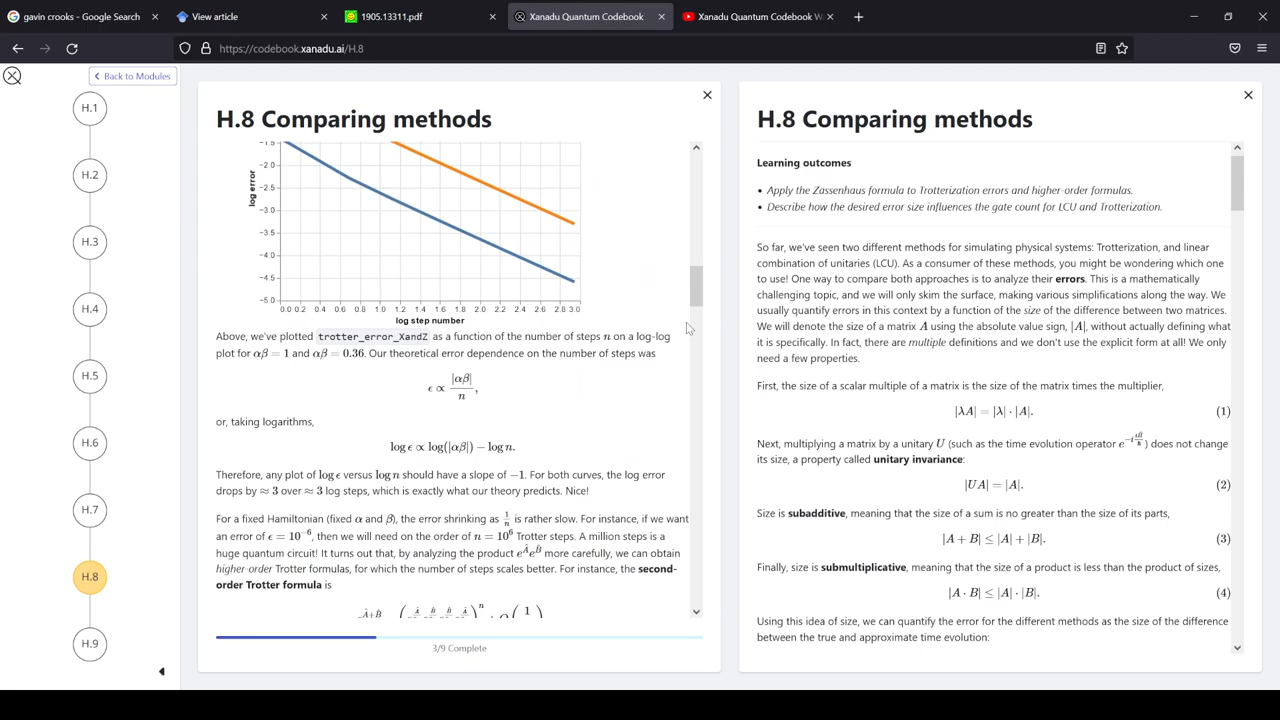 gavin crooks - Google Search
View article
1905.13311.pdf
Xanadu Quantum Codebook
Xanadu Quantum Codebook W
https://codebook.xanadu.ai/H.8
Back to Modules
H.1
H.2
H.3
H.4
H.5
H.6
H.7
H.8
H.9
H.8 Comparing methods
−1.5
−2.0
−2.5
−3.0
−3.5
−4.0
−4.5
−5.0
log error
0.0 0.2 0.4 0.6 0.8 1.0 1.2 1.4 1.6 1.8 2.0 2.2 2.4 2.6 2.8 3.0
log step number
Above, we've plotted trotter_error_XandZ as a function of the number of steps n on a log-log
plot for αβ = 1 and αβ = 0.36. Our theoretical error dependence on the number of steps was
ϵ ∝ |αβ| / n,
or, taking logarithms,
log ϵ ∝ log(|αβ|) − log n.
Therefore, any plot of log ϵ versus log n should have a slope of −1. For both curves, the log error
drops by ≈ 3 over ≈ 3 log steps, which is exactly what our theory predicts. Nice!
For a fixed Hamiltonian (fixed α and β), the error shrinking as 1/n is rather slow. For instance, if we want
an error of ϵ = 10^−6, then we will need on the order of n = 10^6 Trotter steps. A million steps is a
huge quantum circuit! It turns out that, by analyzing the product e^Â e^B̂ more carefully, we can obtain
higher-order Trotter formulas, for which the number of steps scales better. For instance, the second-
order Trotter formula is
3/9 Complete
H.8 Comparing methods
Learning outcomes
• Apply the Zassenhaus formula to Trotterization errors and higher-order formulas.
• Describe how the desired error size influences the gate count for LCU and Trotterization.
So far, we've seen two different methods for simulating physical systems: Trotterization, and linear
combination of unitaries (LCU). As a consumer of these methods, you might be wondering which one
to use! One way to compare both approaches is to analyze their errors. This is a mathematically
challenging topic, and we will only skim the surface, making various simplifications along the way. We
usually quantify errors in this context by a function of the size of the difference between two matrices.
We will denote the size of a matrix A using the absolute value sign, |A|, without actually defining what
it is specifically. In fact, there are multiple definitions and we don't use the explicit form at all! We only
need a few properties.
First, the size of a scalar multiple of a matrix is the size of the matrix times the multiplier,
|λA| = |λ| · |A|. (1)
Next, multiplying a matrix by a unitary U (such as the time evolution operator e^−i tĤ/ħ) does not change
its size, a property called unitary invariance:
|UA| = |A|. (2)
Size is subadditive, meaning that the size of a sum is no greater than the size of its parts,
|A + B| ≤ |A| + |B|. (3)
Finally, size is submultiplicative, meaning that the size of a product is less than the product of sizes,
|A · B| ≤ |A| · |B|. (4)
Using this idea of size, we can quantify the error for the different methods as the size of the difference
between the true and approximate time evolution: